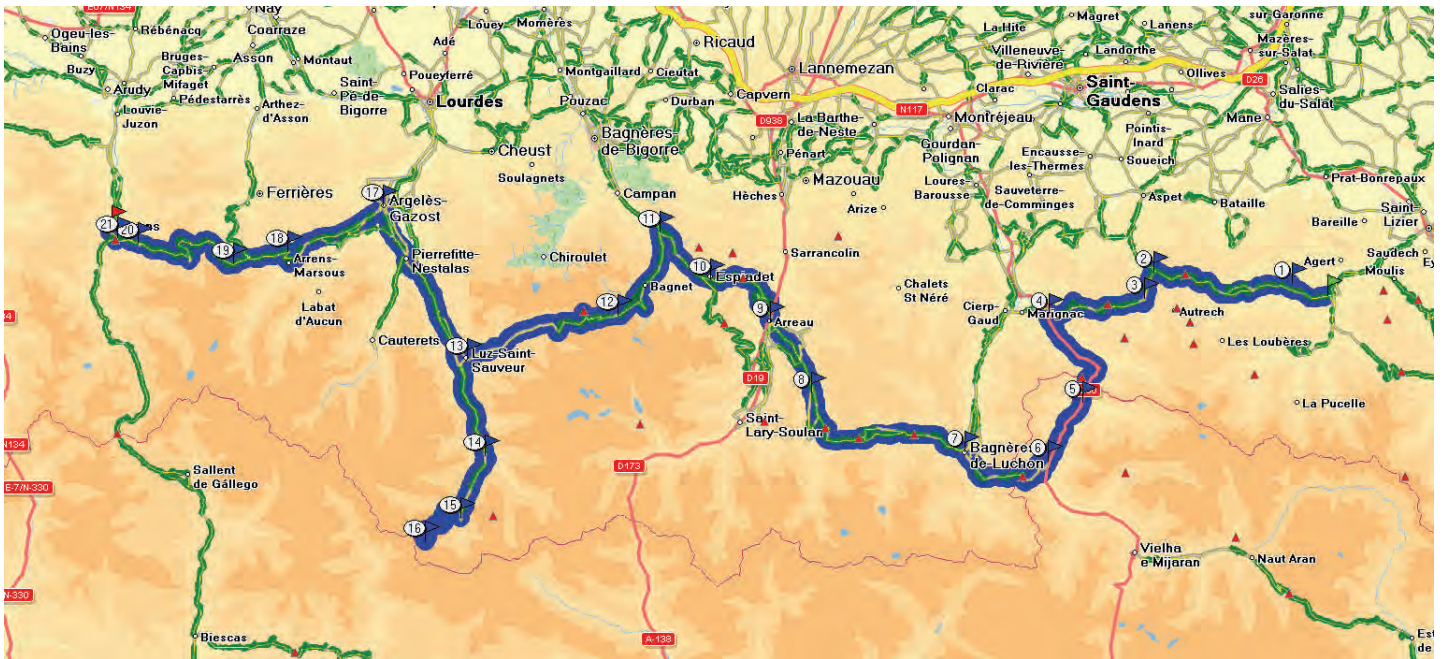 E07/N134
Nay
Coarraze
Louey
Momères
Ricaud
La Hite
Magret
Lanens
sur-Garonne
Ogeu-les-
Bains
Rébénacq
Adé
Villeneuve-
de-Rivière
Landorthe
Mazères-
sur-Salat
Buzy
Bruges-
Capbis-
Mifaget
Asson
Montaut
Poueyferré
Montgaillard
Cieutat
Lannemezan
Ollives
D26
Arudy
Pédestarrès
Saint-
Pé-de-
Bigorre
Lourdes
Pouzac
Durban
Capvern
Clarac
Saint-
Gaudens
Salies-
du-Salat
Louvie-
Juzon
Arthez-
d'Asson
D938
La Barthe-
de-Neste
N117
Montréjeau
Mane
Bagnères-
de-Bigorre
Pointis-
Inard
Cheust
Soulagnets
Pénart
Gourdan-
Polignan
Encausse-
les-Thermes
Soueich
Mazouau
Prat-Bonrepaux
Ferrières
17
Argelès-
Gazost
Campan
Hèches
Arize
Loures-
Barousse
Sauveterre-
de-Comminges
Aspet
Bataille
Bareille
Saint-
Lizier
21
20
ns
19
18
Arrens-
Marsous
Pierrefitte-
Nestalas
11
Chiroulet
10
Espiadet
Sarrancolin
2
3
1
Agert
Saudech
Ey
Moulis
Labat
d'Aucun
12
Bagnet
9
Arreau
Chalets
St Néré
Cierp-
Gaud
4
Marignac
Autrech
34
Cauterets
13
Luz-Saint-
Sauveur
Les Loubères
8
D19
5
La Pucelle
Saint-
Lary-Soulan
N134
14
7
Bagnères-
de-Luchon
6
D173
E-7/N-330
Sallent
de Gállego
15
16
Vielha
e Mijaran
Naut Aran
N-330
Biescas
A-138
Est
de